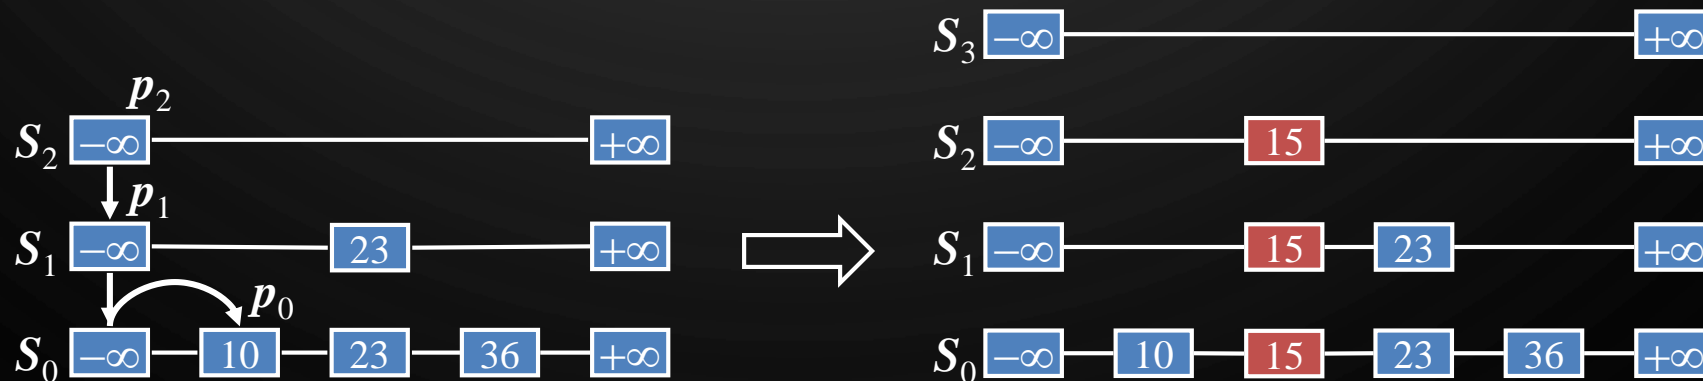 S3 −∞ +∞
p2
S2 −∞ +∞ S2 −∞ 15 +∞
p1
S1 −∞ 23 +∞ S1 −∞ 15 23 +∞
p0
S0 −∞ 10 23 36 +∞ S0 −∞ 10 15 23 36 +∞